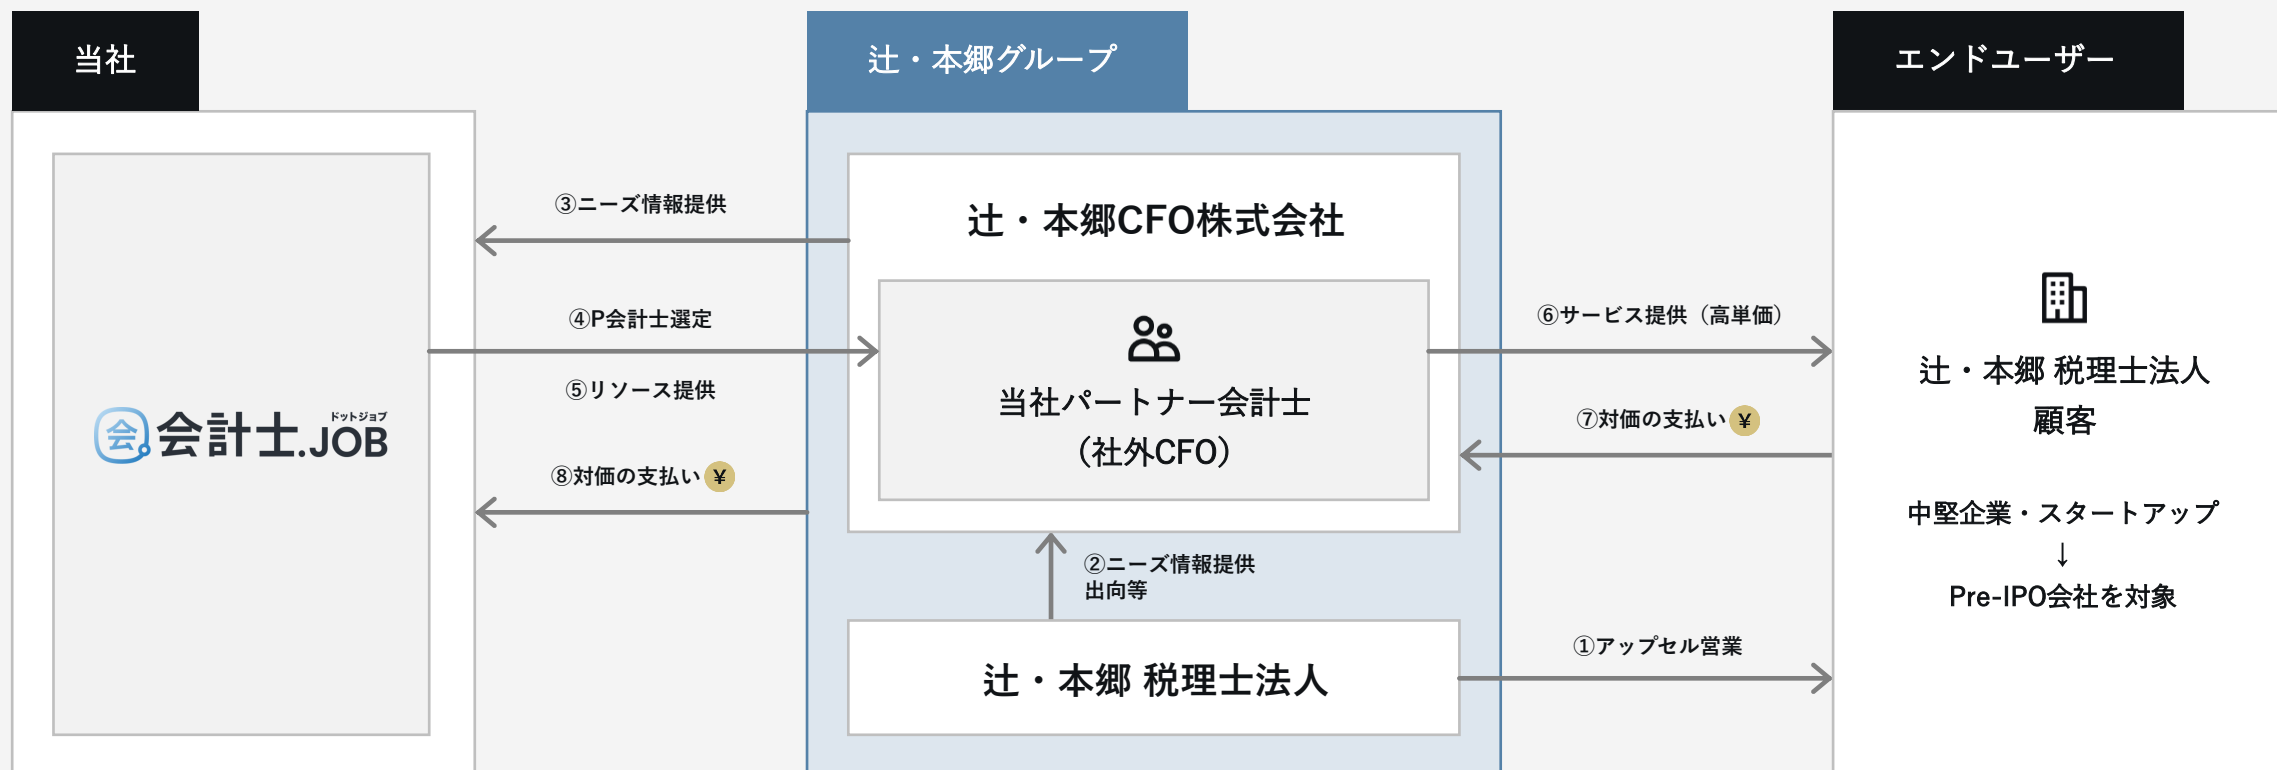 当社
会
会計士.JOB
ドットジョブ
③ニーズ情報提供
④P会計士選定
⑤リソース提供
⑧対価の支払い ¥
辻・本郷グループ
辻・本郷CFO株式会社
当社パートナー会計士
（社外CFO）
②ニーズ情報提供
出向等
辻・本郷 税理士法人
⑥サービス提供（高単価）
⑦対価の支払い ¥
①アップセル営業
エンドユーザー
辻・本郷 税理士法人
顧客
中堅企業・スタートアップ
↓
Pre-IPO会社を対象